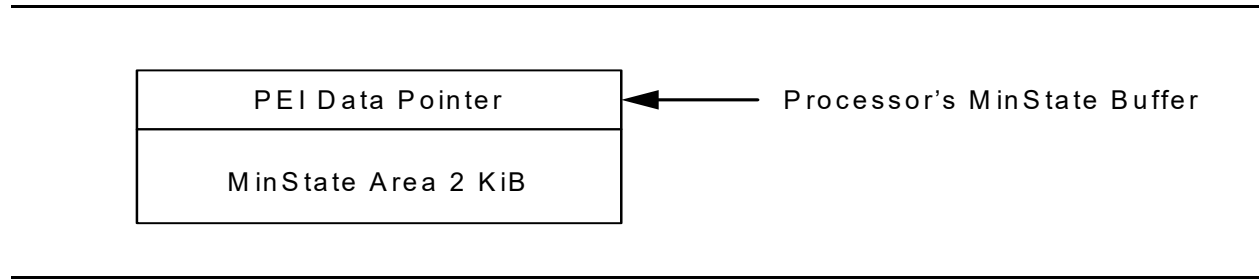 PEI Data Pointer
Processor's MinState Buffer
MinState Area 2 KiB